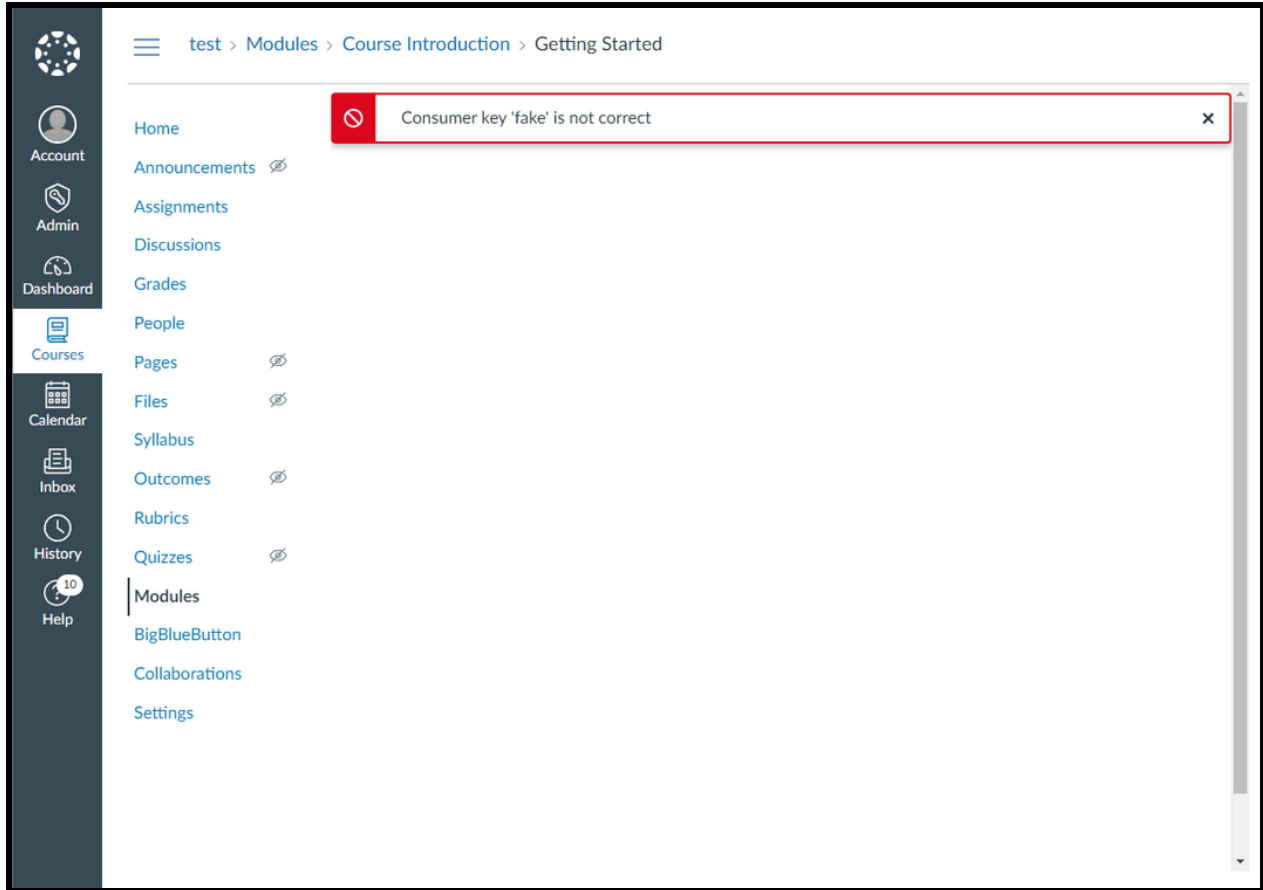 test > Modules > Course Introduction > Getting Started
Consumer key 'fake' is not correct
Account
Admin
Dashboard
Courses
Calendar
Inbox
History
10
Help
Home
Announcements
Assignments
Discussions
Grades
People
Pages
Files
Syllabus
Outcomes
Rubrics
Quizzes
Modules
BigBlueButton
Collaborations
Settings